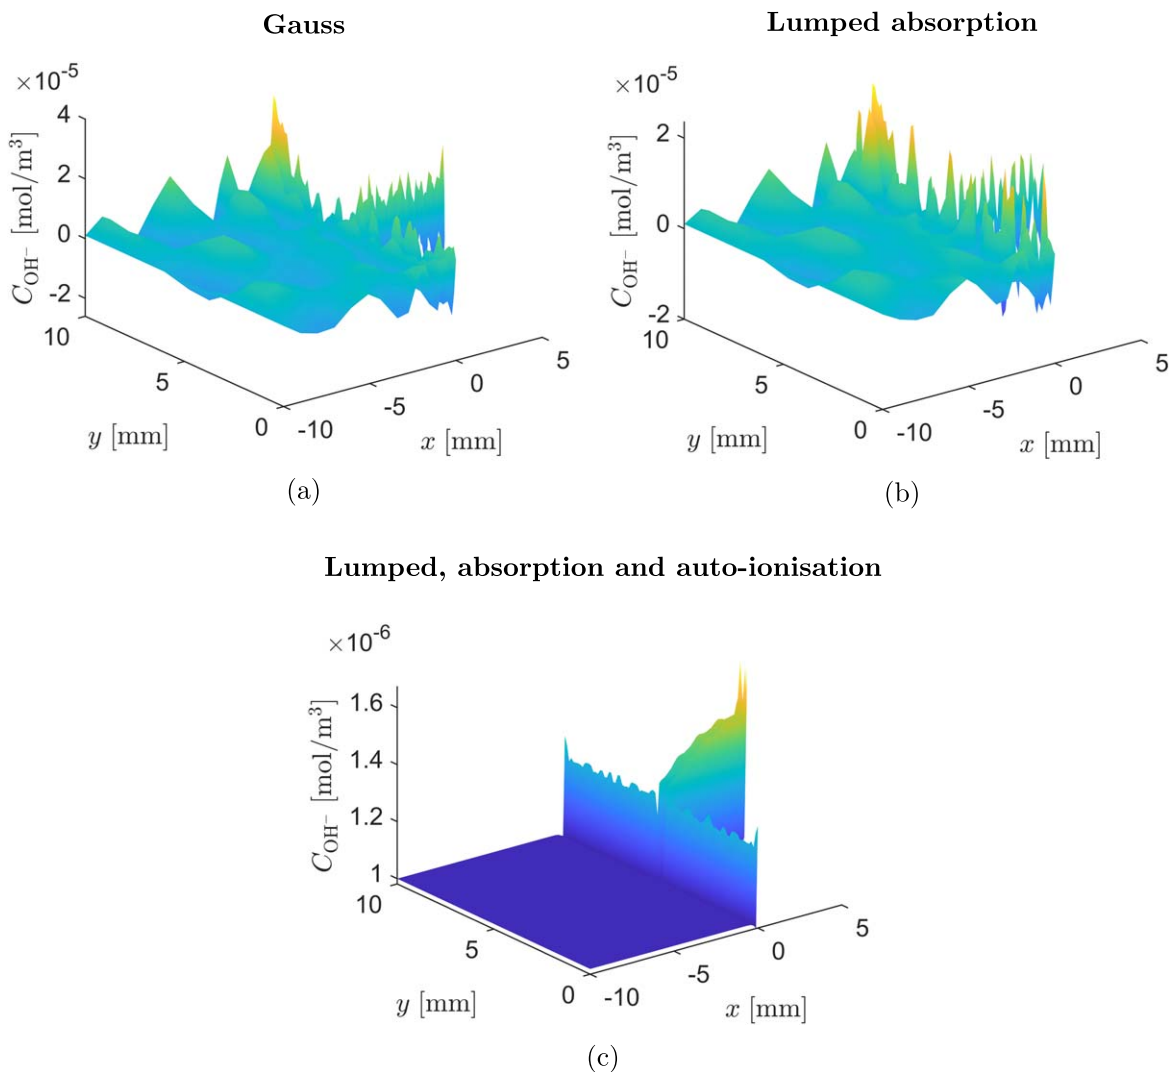 Gauss
Lumped absorption
×10⁻⁵
4
2
0
-2
C_OH⁻ [mol/m³]
10
5
0
y [mm]
-10
-5
0
5
x [mm]
(a)
×10⁻⁵
2
0
-2
C_OH⁻ [mol/m³]
10
5
0
y [mm]
-10
-5
0
5
x [mm]
(b)
Lumped, absorption and auto-ionisation
×10⁻⁶
1.6
1.4
1.2
1
C_OH⁻ [mol/m³]
10
5
0
y [mm]
-10
-5
0
5
x [mm]
(c)